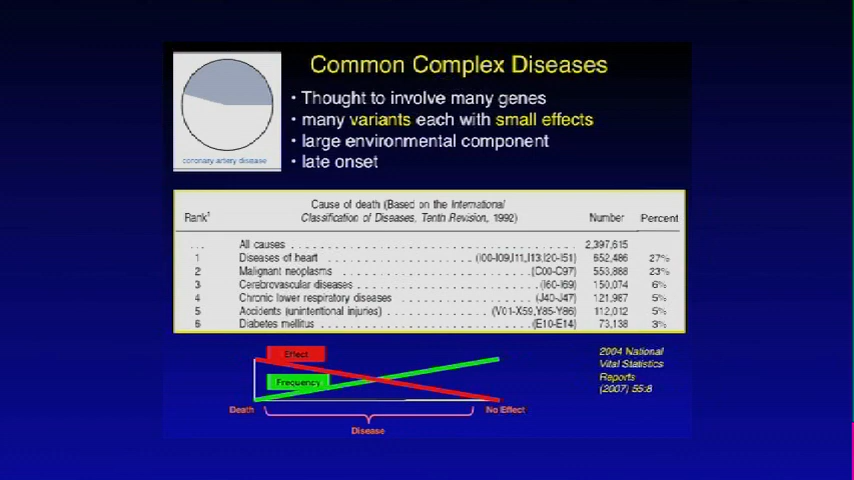 Common Complex Diseases
coronary artery disease
• Thought to involve many genes
• many variants each with small effects
• large environmental component
• late onset
Cause of death (Based on the International
Rank¹ Classification of Diseases, Tenth Revision, 1992) Number Percent
. . . All causes 2,397,615
1 Diseases of heart (I00-I09,I11,I13,I20-I51) 652,486 27%
2 Malignant neoplasms (C00-C97) 553,888 23%
3 Cerebrovascular diseases (I60-I69) 150,074 6%
4 Chronic lower respiratory diseases (J40-J47) 121,987 5%
5 Accidents (unintentional injuries) (V01-X59,Y85-Y86) 112,012 5%
6 Diabetes mellitus (E10-E14) 73,138 3%
Effect
Frequency
Death
No Effect
Disease
2004 National
Vital Statistics
Reports
(2007) 55:8